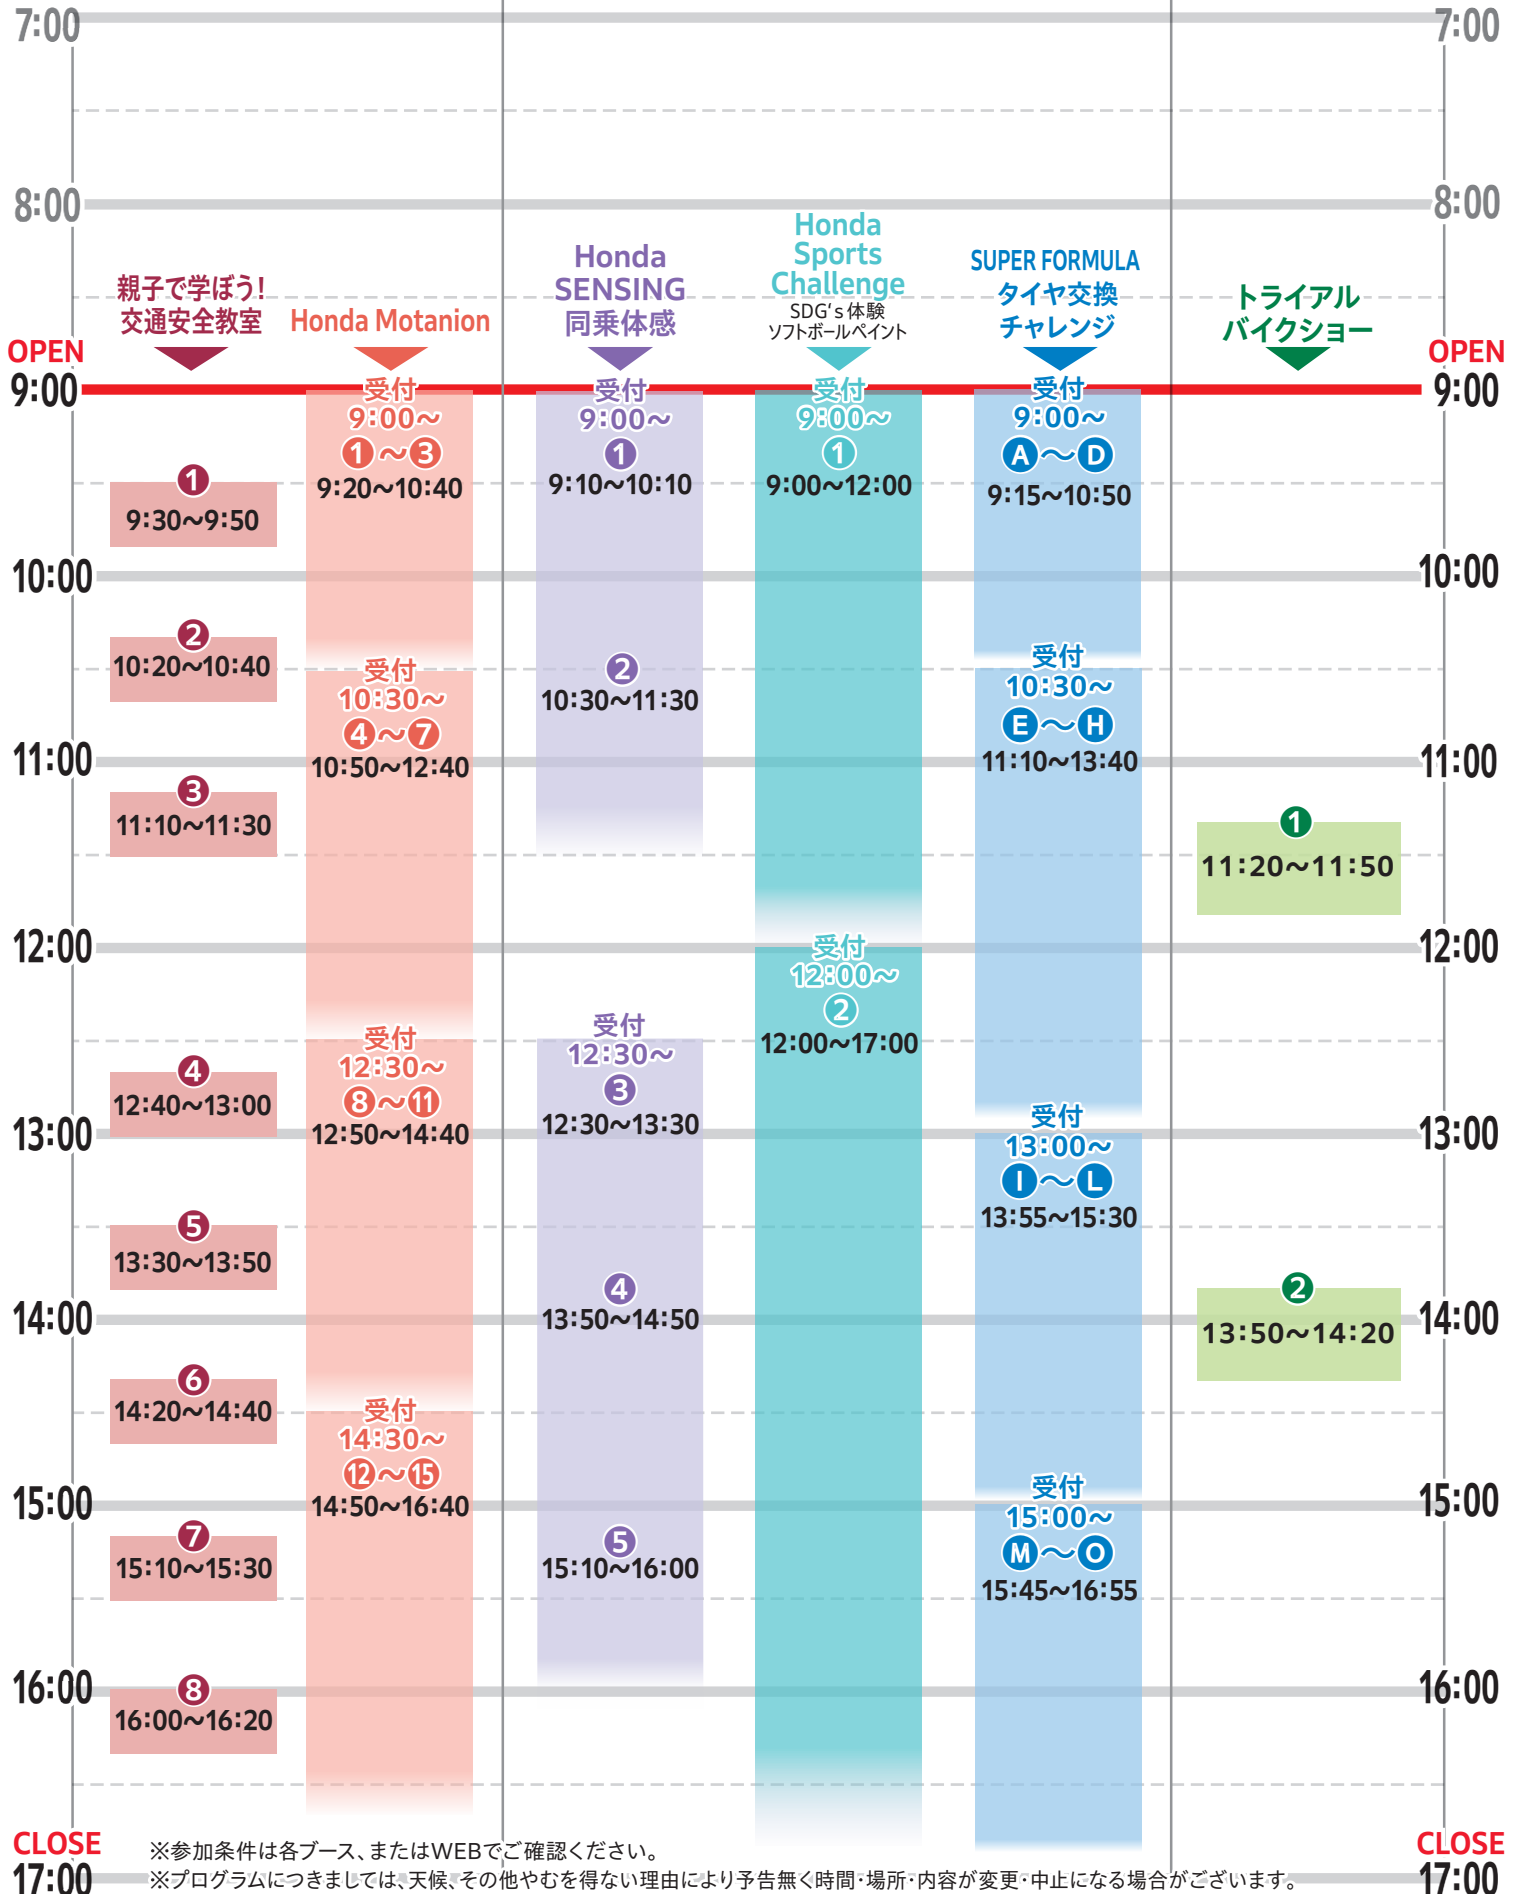 7:00
7:00
8:00
8:00
親子で学ぼう!
交通安全教室
Honda Motanion
Honda
SENSING
同乗体感
Honda
Sports
Challenge
SDG's体験
ソフトボールペイント
SUPER FORMULA
タイヤ交換
チャレンジ
トライアル
バイクショー
OPEN
9:00
OPEN
9:00
1
9:30〜9:50
2
10:20〜10:40
3
11:10〜11:30
4
12:40〜13:00
5
13:30〜13:50
6
14:20〜14:40
7
15:10〜15:30
8
16:00〜16:20
受付
9:00〜
1〜3
9:20〜10:40
受付
10:30〜
4〜7
10:50〜12:40
受付
12:30〜
8〜11
12:50〜14:40
受付
14:30〜
12〜15
14:50〜16:40
受付
9:00〜
1
9:10〜10:10
2
10:30〜11:30
受付
12:30〜
3
12:30〜13:30
4
13:50〜14:50
5
15:10〜16:00
受付
9:00〜
1
9:00〜12:00
受付
12:00〜
2
12:00〜17:00
受付
9:00〜
A〜D
9:15〜10:50
受付
10:30〜
E〜H
11:10〜13:40
受付
13:00〜
I〜L
13:55〜15:30
受付
15:00〜
M〜O
15:45〜16:55
1
11:20〜11:50
2
13:50〜14:20
10:00
10:00
11:00
11:00
12:00
12:00
13:00
13:00
14:00
14:00
15:00
15:00
16:00
16:00
CLOSE
17:00
CLOSE
17:00
※参加条件は各ブース、またはWEBでご確認ください。
※プログラムにつきましては、天候、その他やむを得ない理由により予告無く時間・場所・内容が変更・中止になる場合がございます。